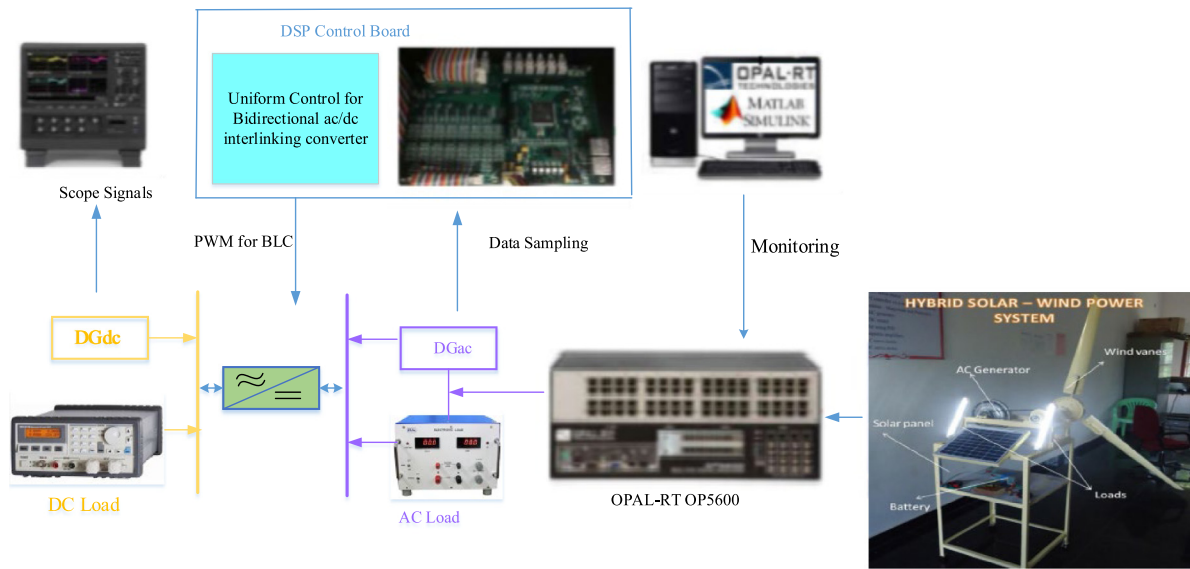 DSP Control Board
Uniform Control for
Bidirectional ac/dc
interlinking converter
OPAL-RT
TECHNOLOGIES
MATLAB
SIMULINK
Scope Signals
PWM for BLC
Data Sampling
Monitoring
DGdc
DGac
DC Load
AC Load
OPAL-RT OP5600
HYBRID SOLAR – WIND POWER
SYSTEM
Wind vanes
AC Generator
Solar panel
Loads
Battery